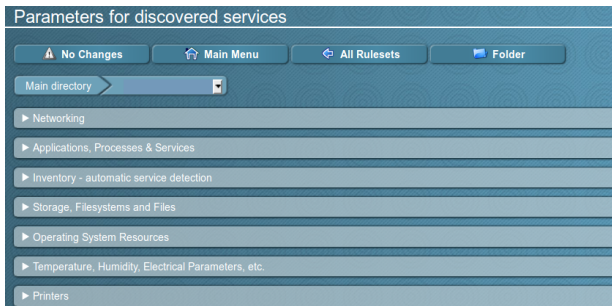 Parameters for discovered services
No Changes Main Menu All Rulesets Folder
Main directory
Networking
Applications, Processes & Services
Inventory - automatic service detection
Storage, Filesystems and Files
Operating System Resources
Temperature, Humidity, Electrical Parameters, etc.
Printers